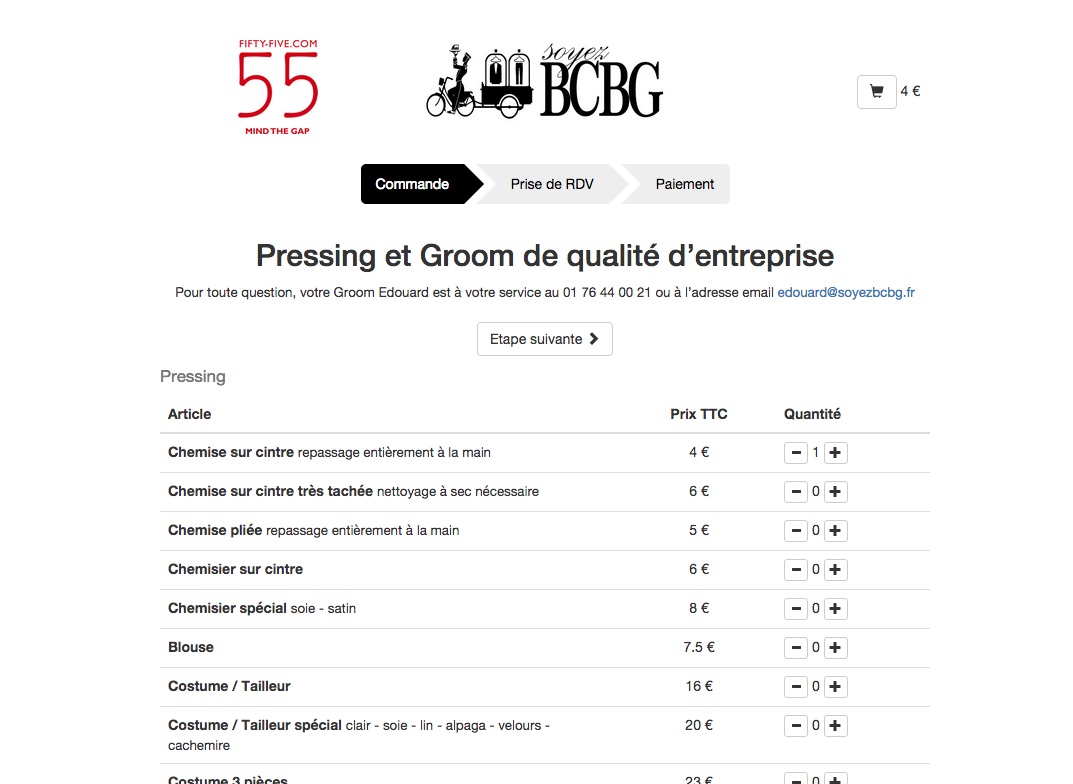 FIFTY-FIVE.COM
55
MIND THE GAP
soyez
BCBG
4 €
Commande
Prise de RDV
Paiement
Pressing et Groom de qualité d’entreprise
Pour toute question, votre Groom Edouard est à votre service au 01 76 44 00 21 ou à l’adresse email edouard@soyezbcbg.fr
Etape suivante
Pressing
Article Prix TTC Quantité
Chemise sur cintre repassage entièrement à la main 4 € 1
Chemise sur cintre très tachée nettoyage à sec nécessaire 6 € 0
Chemise pliée repassage entièrement à la main 5 € 0
Chemisier sur cintre 6 € 0
Chemisier spécial soie - satin 8 € 0
Blouse 7.5 € 0
Costume / Tailleur 16 € 0
Costume / Tailleur spécial clair - soie - lin - alpaga - velours - 20 € 0
cachemire
Costume 3 pièces 23 € 0